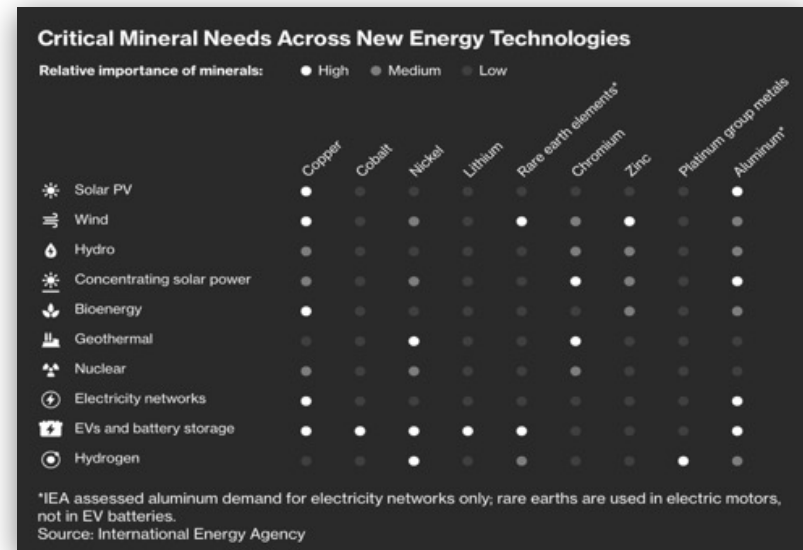 Critical Mineral Needs Across New Energy Technologies
Relative importance of minerals: High Medium Low
Copper Cobalt Nickel Lithium Rare earth elements* Chromium Zinc Platinum group metals Aluminum*
Solar PV
Wind
Hydro
Concentrating solar power
Bioenergy
Geothermal
Nuclear
Electricity networks
EVs and battery storage
Hydrogen
*IEA assessed aluminum demand for electricity networks only; rare earths are used in electric motors,
not in EV batteries.
Source: International Energy Agency